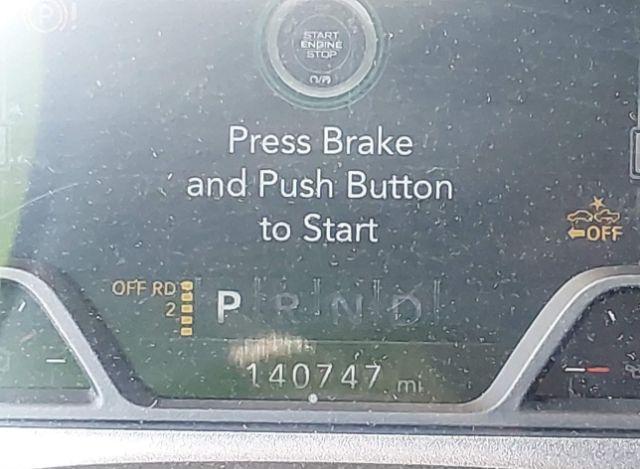 (P)!
START
ENGINE
STOP
Press Brake
and Push Button
to Start
OFF
OFF RD
2
P R N D
140747 mi